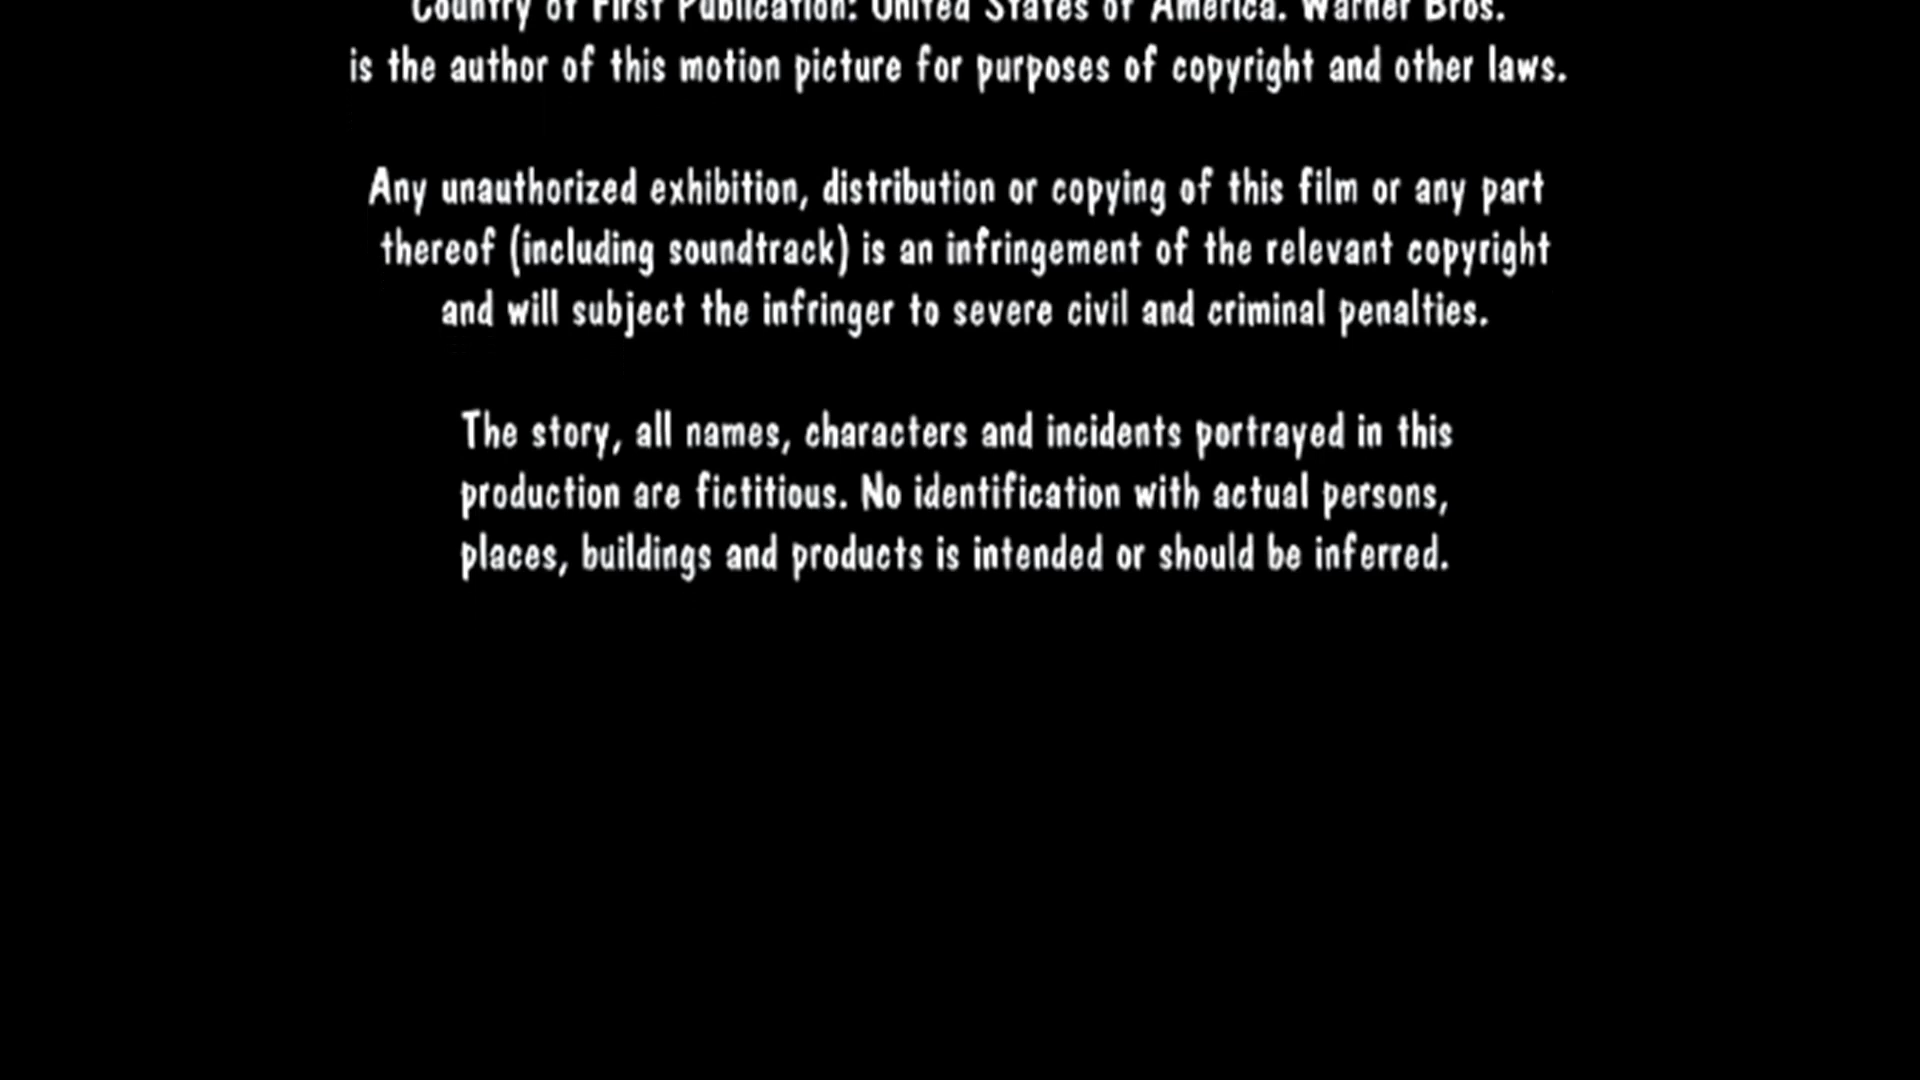 Country of First Publication: United States of America. Warner Bros.
is the author of this motion picture for purposes of copyright and other laws.
Any unauthorized exhibition, distribution or copying of this film or any part
thereof (including soundtrack) is an infringement of the relevant copyright
and will subject the infringer to severe civil and criminal penalties.
The story, all names, characters and incidents portrayed in this
production are fictitious. No identification with actual persons,
places, buildings and products is intended or should be inferred.